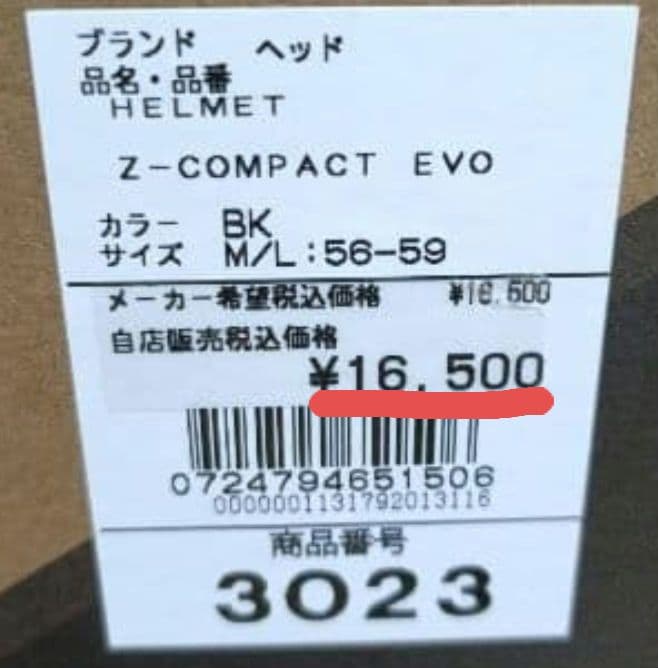 ブランド ヘッド
品名・品番
HELMET
Z-COMPACT EVO
カラー BK
サイズ M/L:56-59
メーカー希望税込価格 ¥16,500
自店販売税込価格
¥16,500
0724794651506
0000001131792013116
商品番号
3023